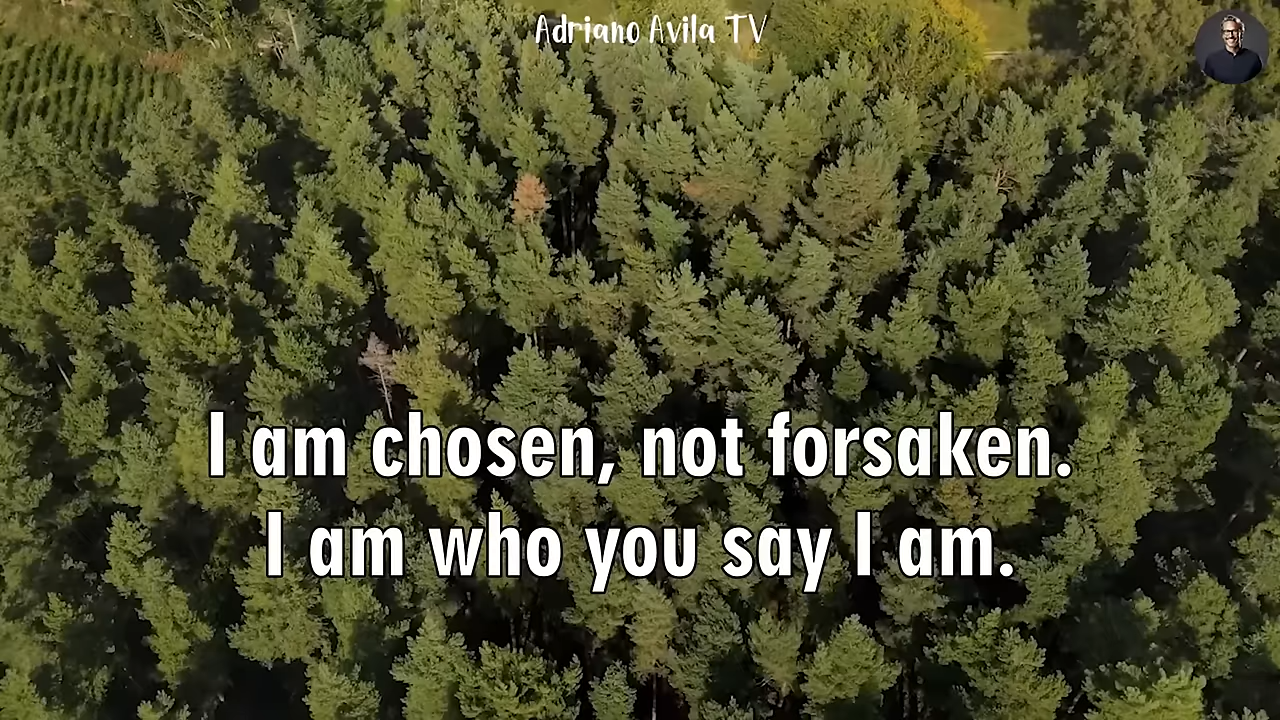 Adriano Avila TV
I am chosen, not forsaken.
I am who you say I am.